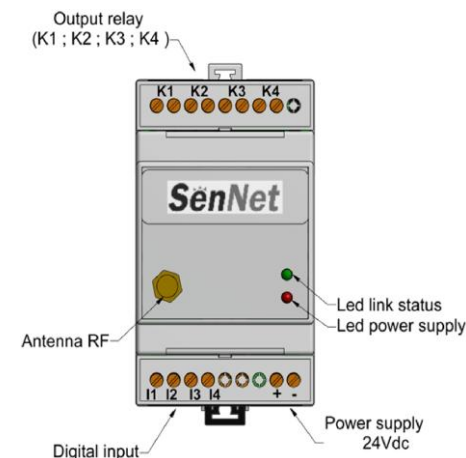 Output relay
(K1 ; K2 ; K3 ; K4 )
K1 K2 K3 K4
SenNet
Led link status
Led power supply
Antenna RF
I1 I2 I3 I4 + -
Power supply
24Vdc
Digital input